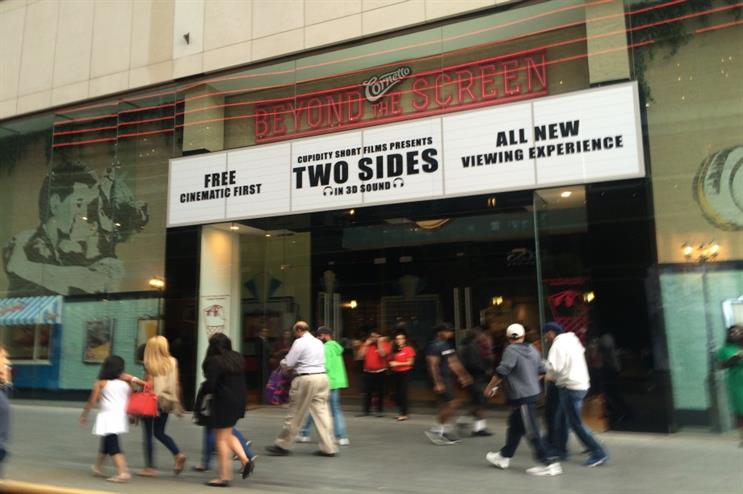 Cornetto
BEYOND THE SCREEN
FREE
CINEMATIC FIRST
CUPIDITY SHORT FILMS PRESENTS
TWO SIDES
IN 3D SOUND
ALL NEW
VIEWING EXPERIENCE